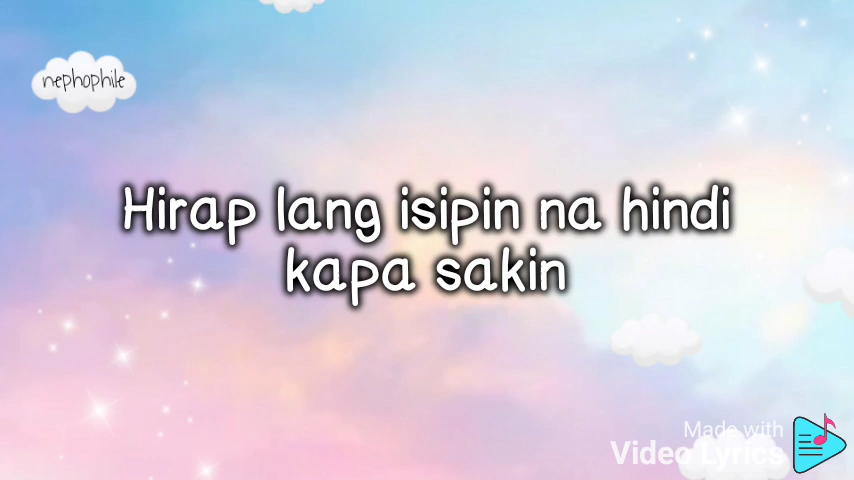 nephophile
Hirap lang isipin na hindi
kapa sakin
Made with
Video Lyrics